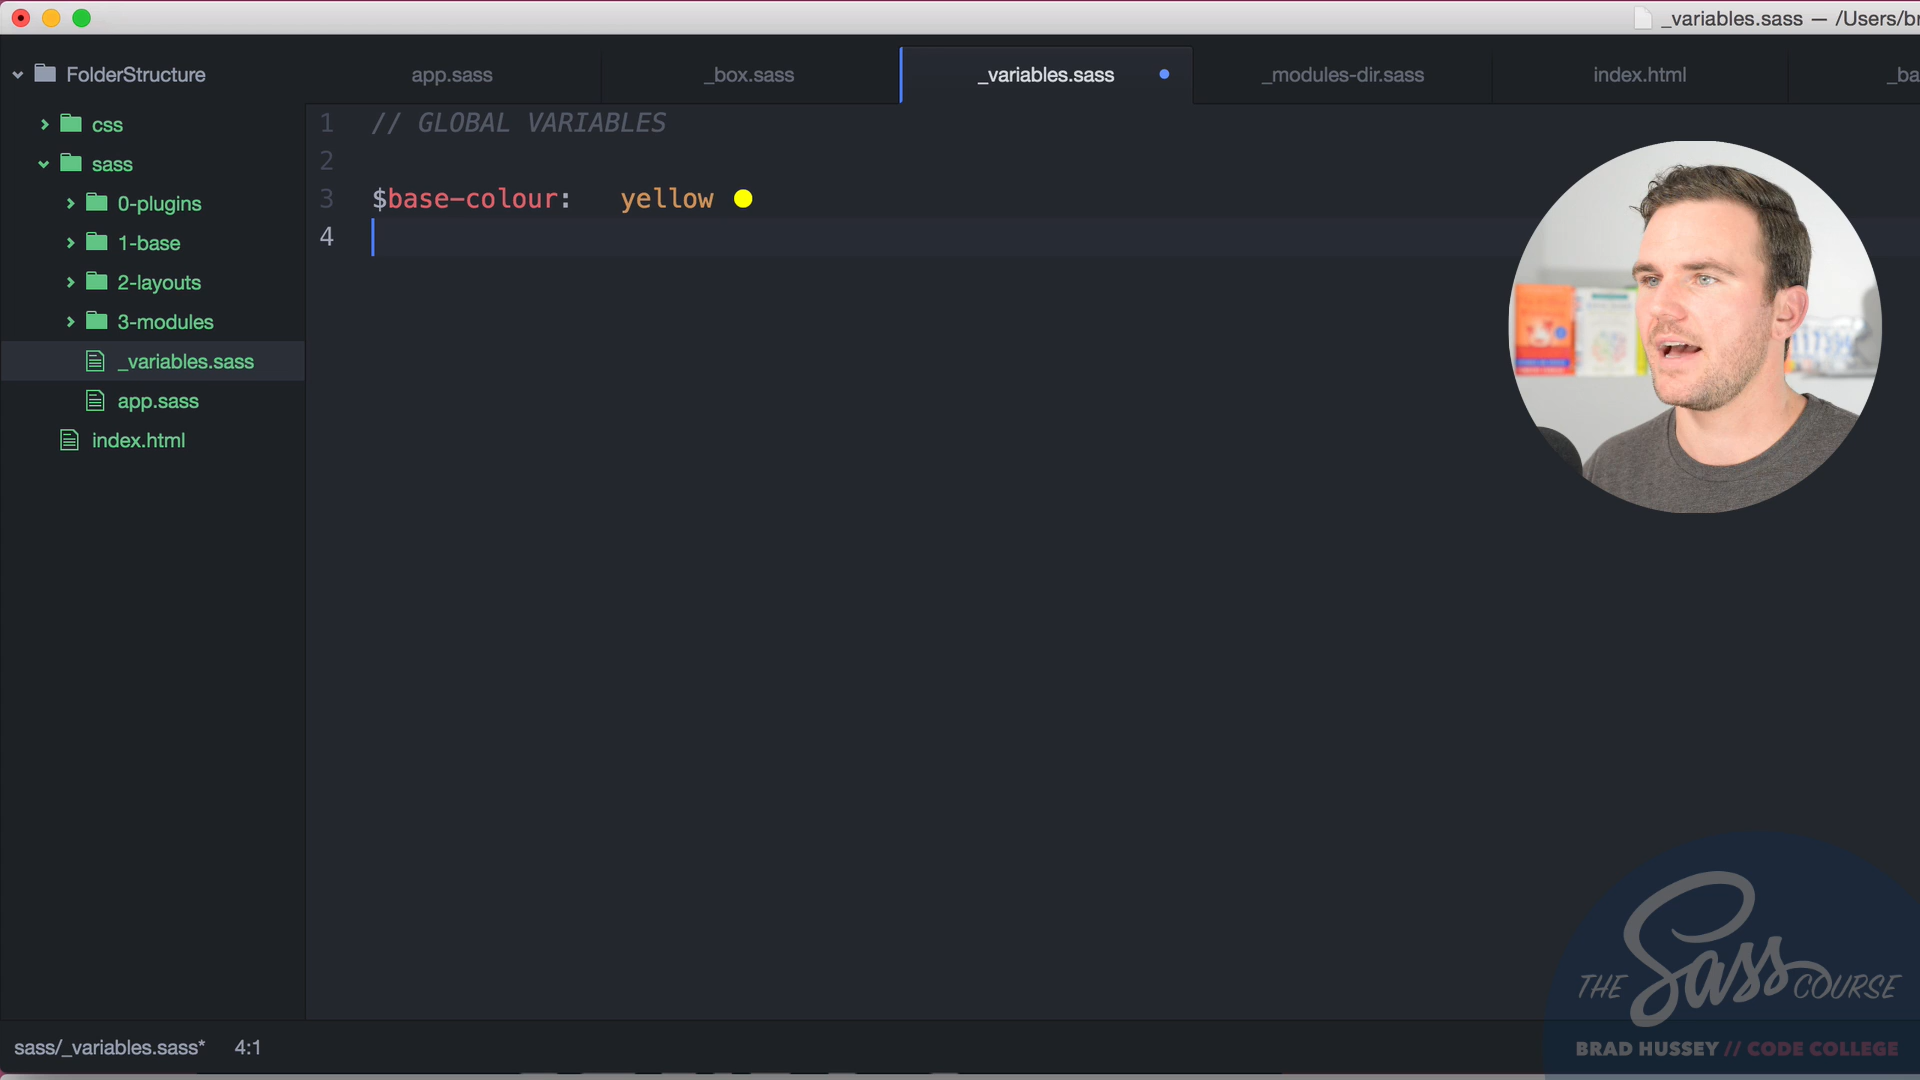 _variables.sass — /Users/br
FolderStructure
css
sass
0-plugins
1-base
2-layouts
3-modules
_variables.sass
app.sass
index.html
app.sass
_box.sass
_variables.sass
_modules-dir.sass
index.html
_ba
1 // GLOBAL VARIABLES
2
3 $base-colour: yellow
4
THE Sass COURSE
BRAD HUSSEY // CODE COLLEGE
sass/_variables.sass* 4:1